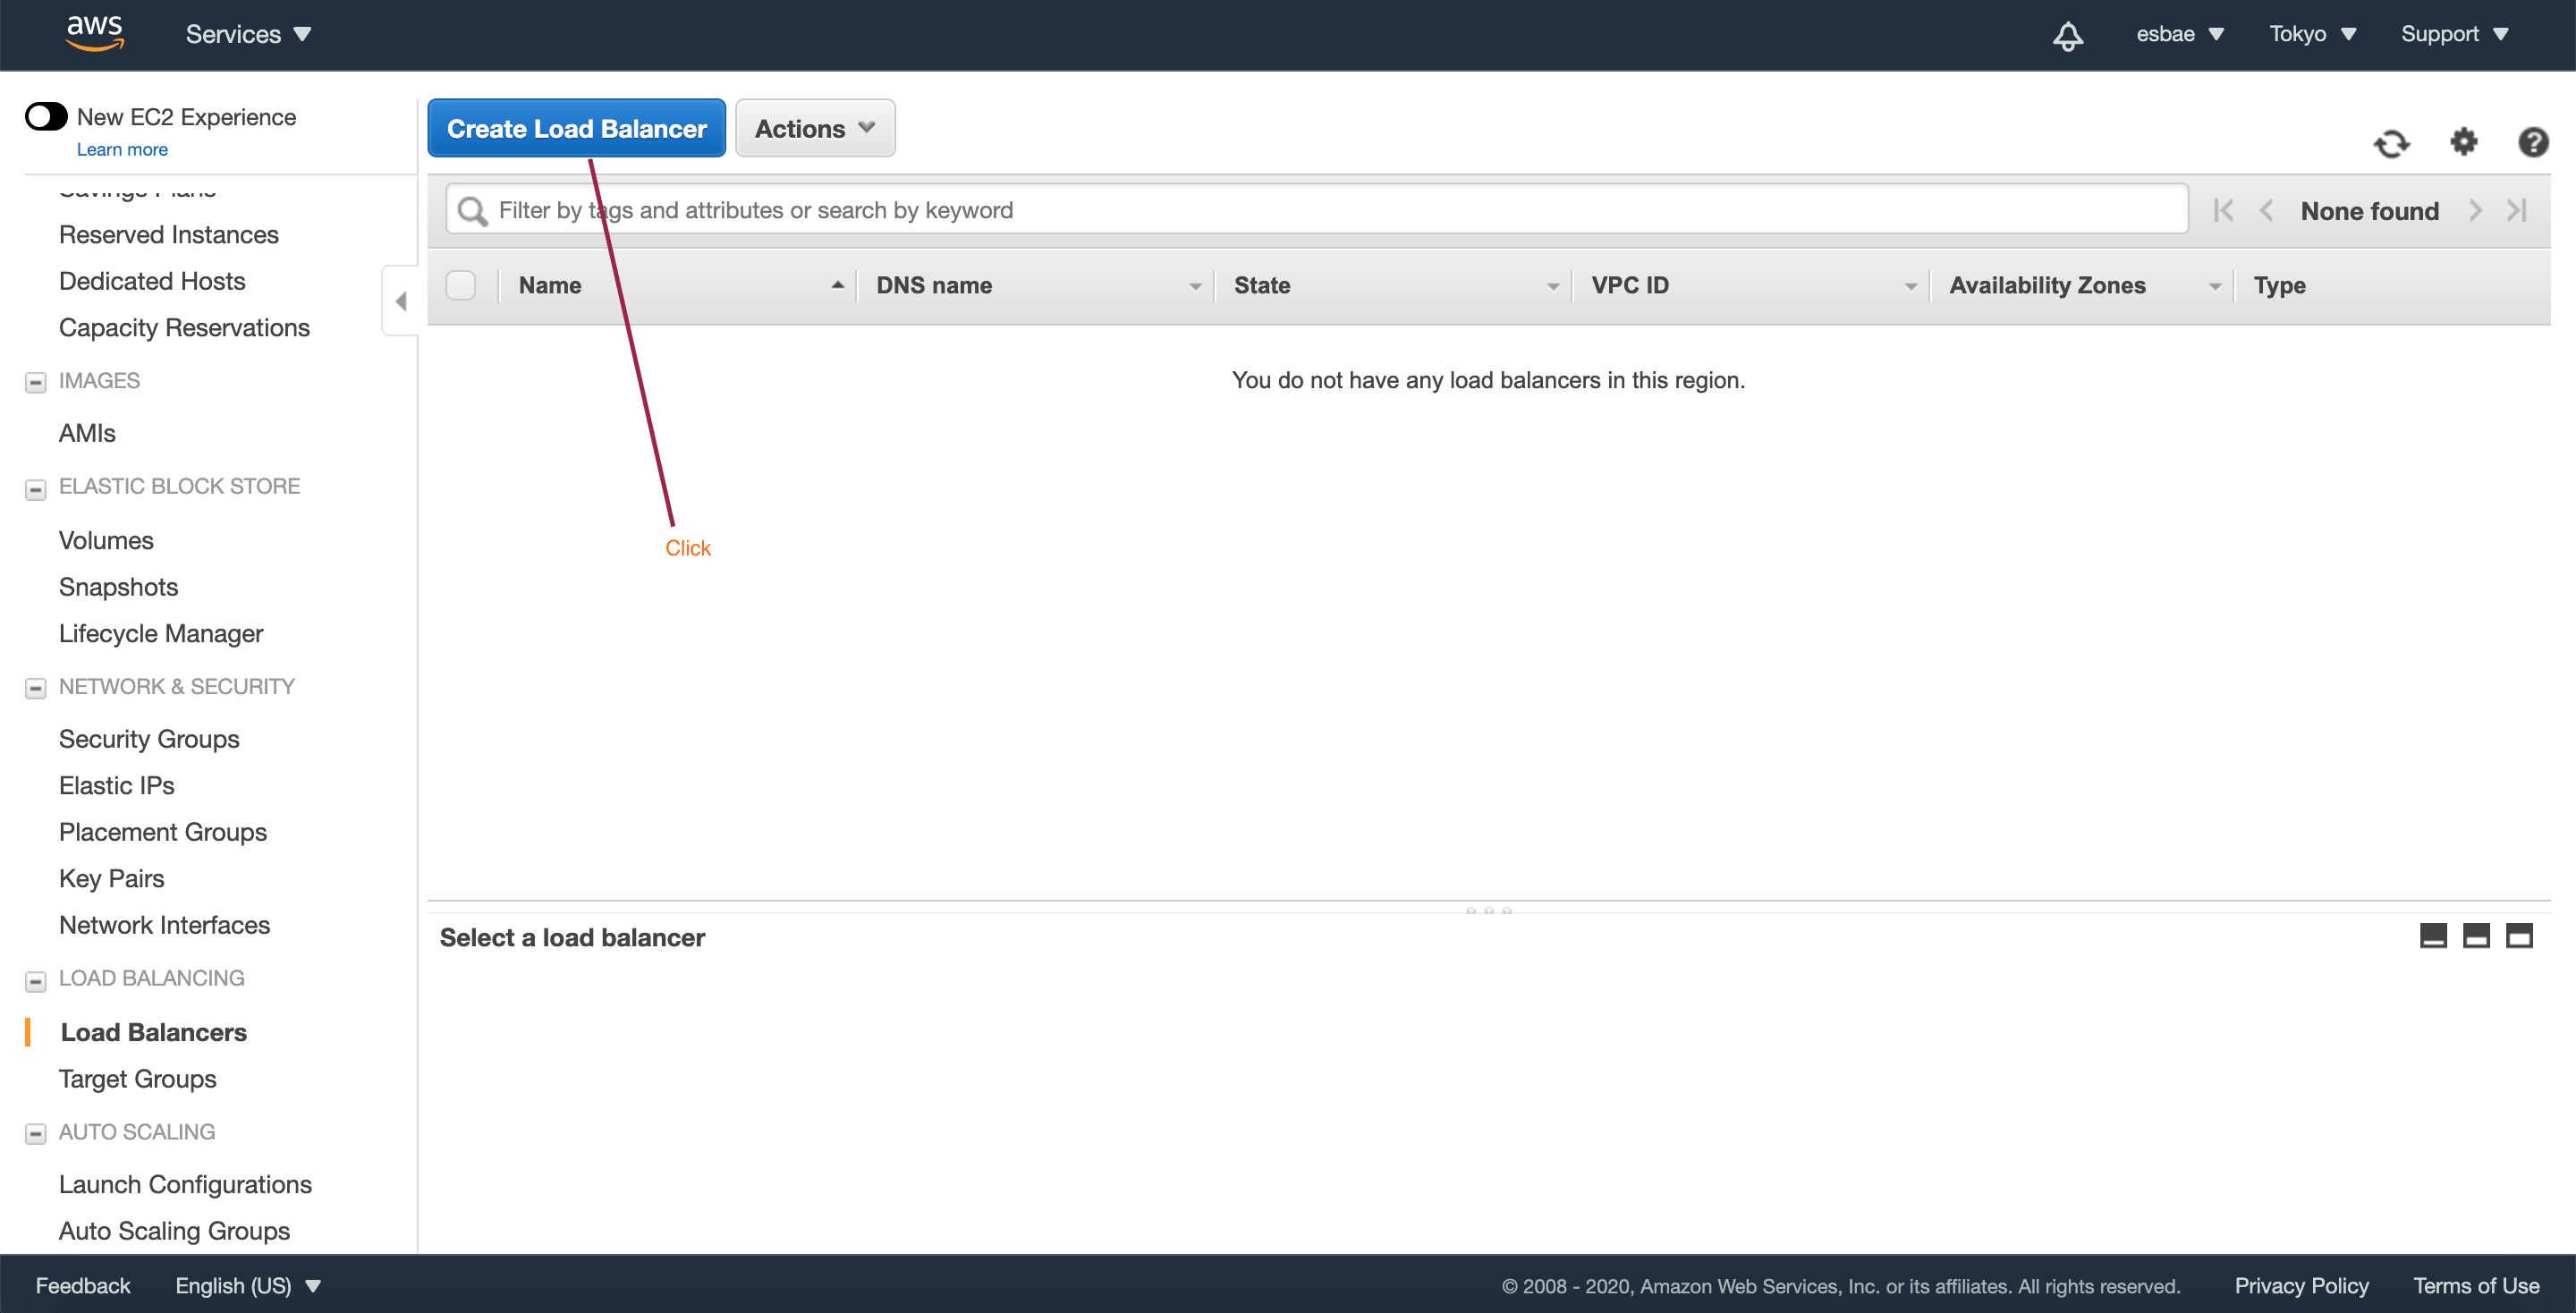 aws
Services
esbae
Tokyo
Support
New EC2 Experience
Learn more
Savings Plans
Reserved Instances
Dedicated Hosts
Capacity Reservations
IMAGES
AMIs
ELASTIC BLOCK STORE
Volumes
Snapshots
Lifecycle Manager
NETWORK & SECURITY
Security Groups
Elastic IPs
Placement Groups
Key Pairs
Network Interfaces
LOAD BALANCING
Load Balancers
Target Groups
AUTO SCALING
Launch Configurations
Auto Scaling Groups
Create Load Balancer
Actions
Filter by tags and attributes or search by keyword
None found
Name
DNS name
State
VPC ID
Availability Zones
Type
You do not have any load balancers in this region.
Click
Select a load balancer
Feedback
English (US)
© 2008 - 2020, Amazon Web Services, Inc. or its affiliates. All rights reserved.
Privacy Policy
Terms of Use